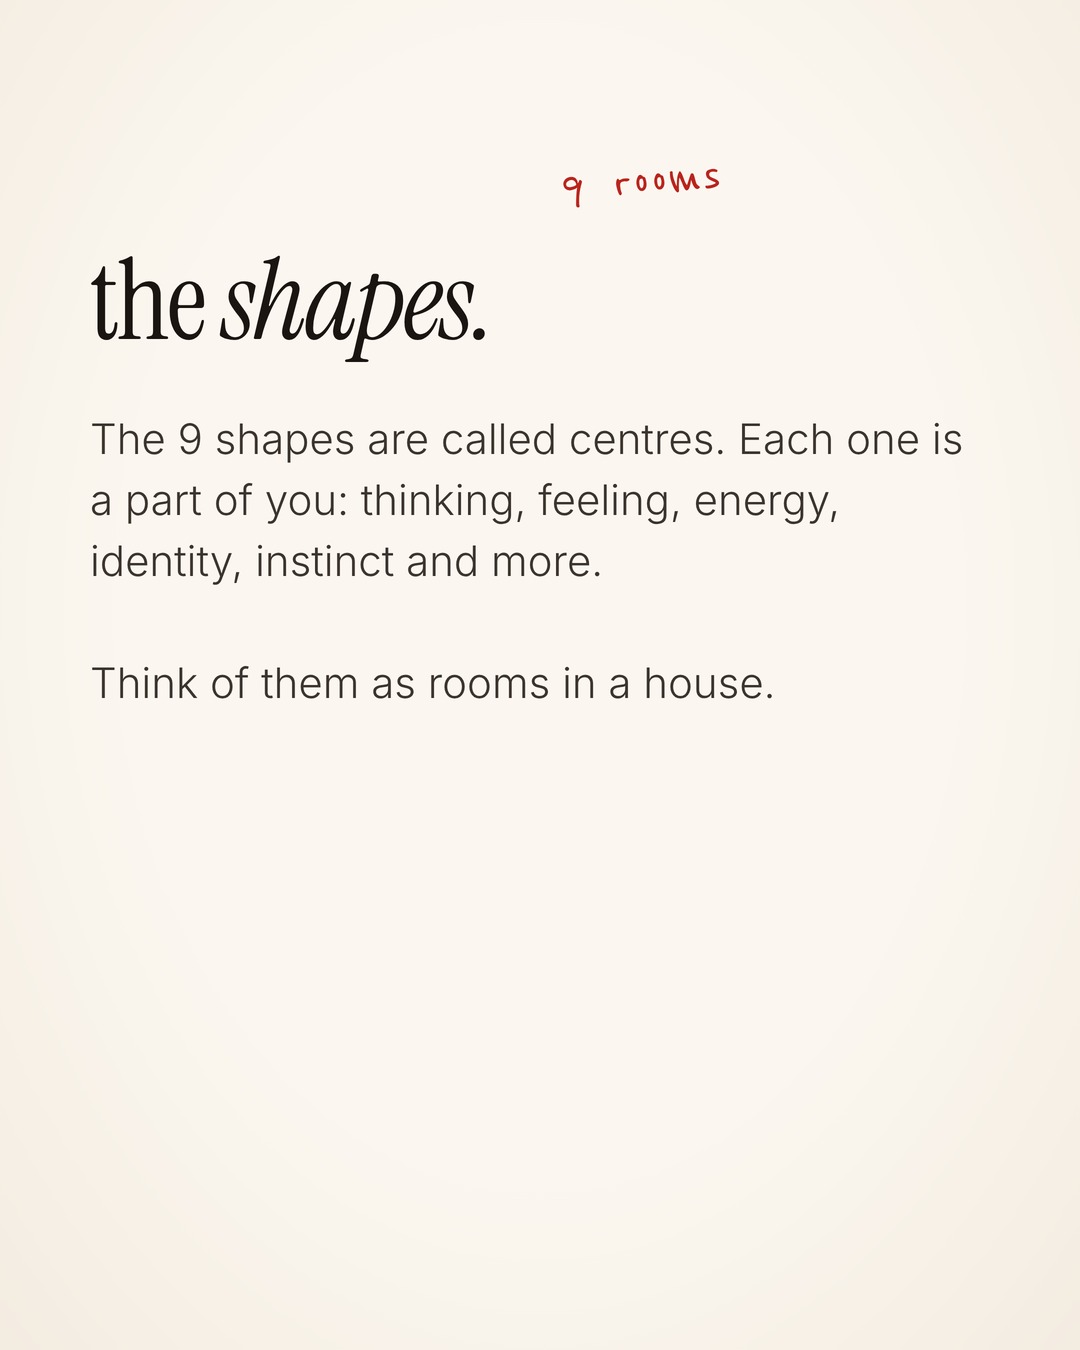 9 rooms
the shapes.
The 9 shapes are called centres. Each one is
a part of you: thinking, feeling, energy,
identity, instinct and more.
Think of them as rooms in a house.